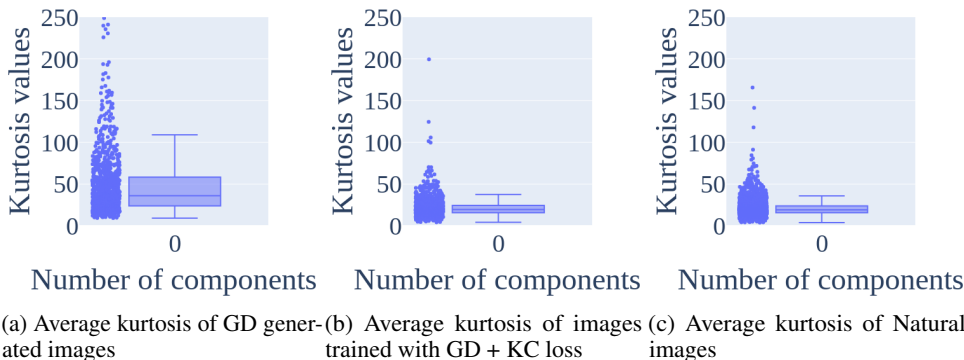 250
200
150
100
50
0
Kurtosis values
0
Number of components
(a) Average kurtosis of GD gener-
ated images
250
200
150
100
50
0
Kurtosis values
0
Number of components
(b) Average kurtosis of images
trained with GD + KC loss
250
200
150
100
50
0
Kurtosis values
0
Number of components
(c) Average kurtosis of Natural
images